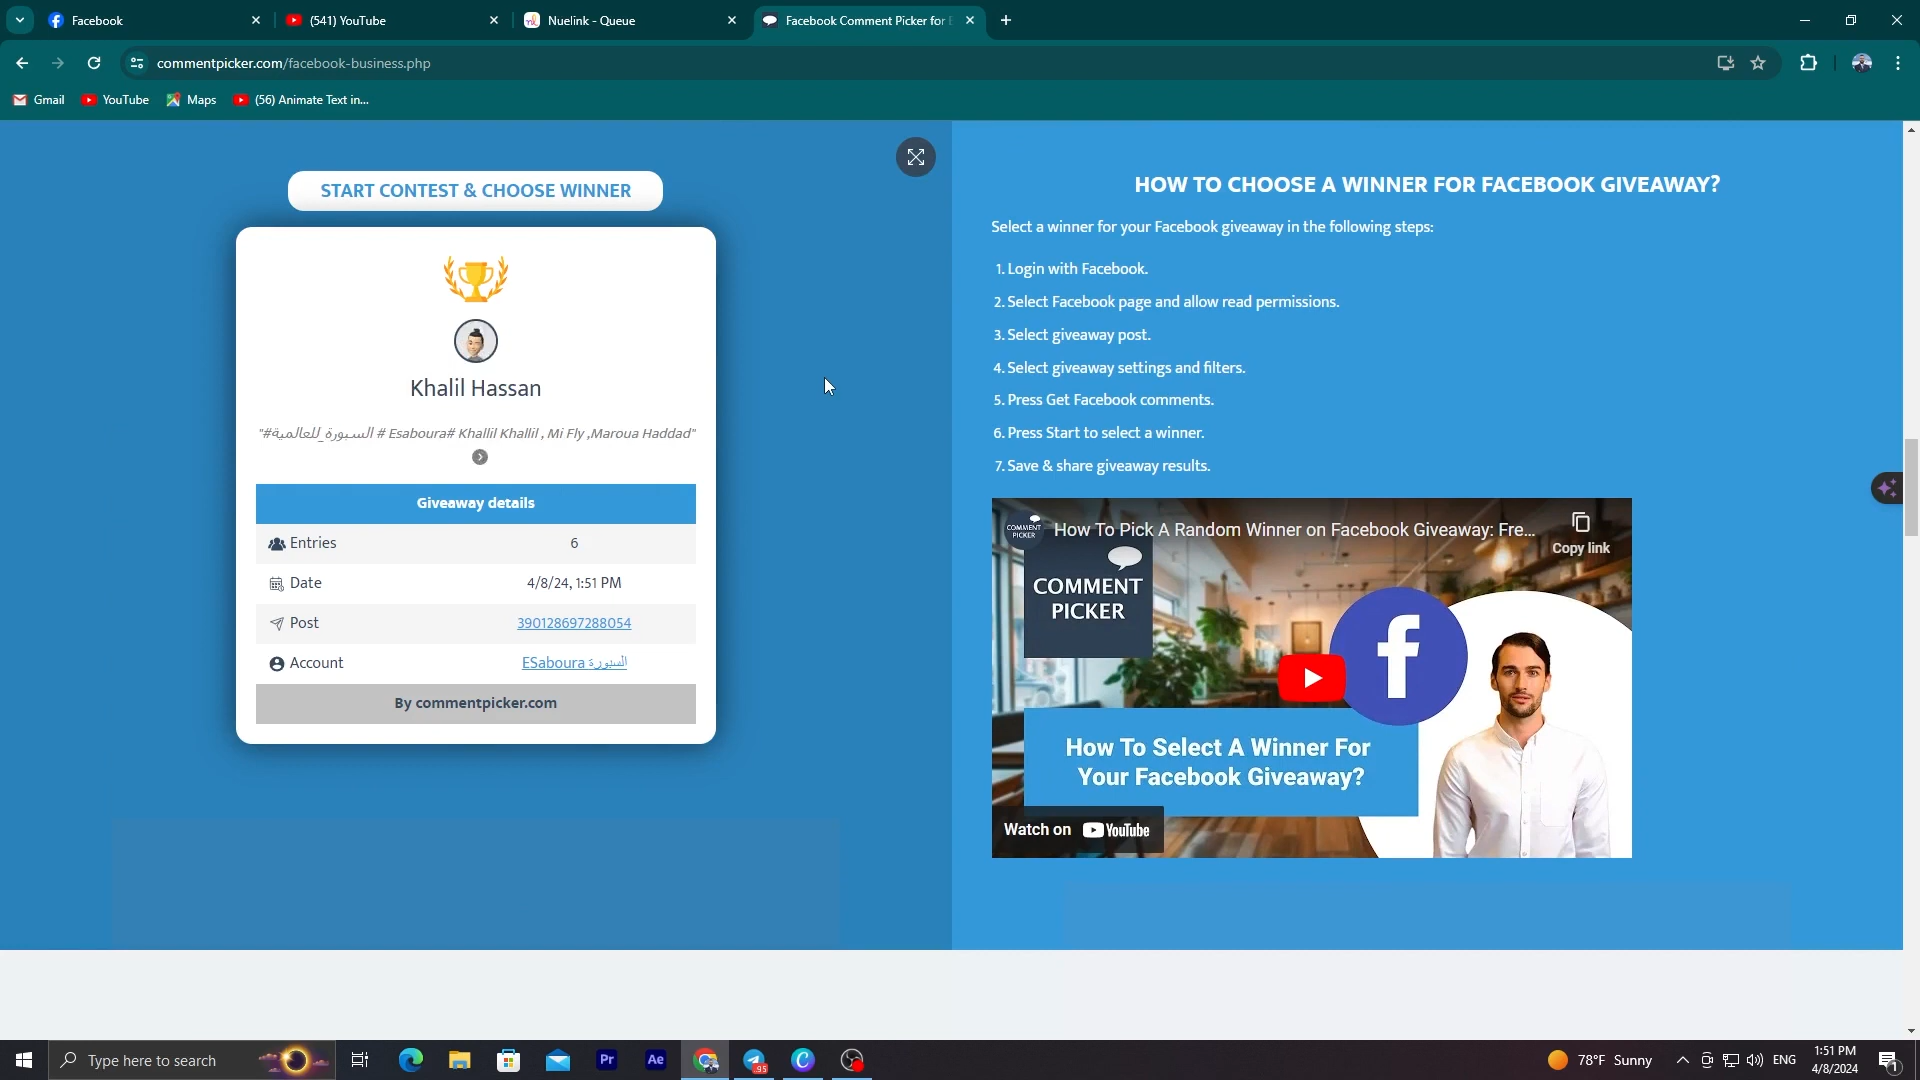 Facebook
(541) YouTube
Nuelink - Queue
Facebook Comment Picker for
commentpicker.com/facebook-business.php
Gmail
YouTube
Maps
(56) Animate Text in...
START CONTEST & CHOOSE WINNER
Khalil Hassan
"#السبورة_للعالمية # Esaboura# Khallil Khallil , Mi Fly ,Maroua Haddad"
Giveaway details
Entries 6
Date 4/8/24, 1:51 PM
Post 390128697288054
Account ESaboura السبورة
By commentpicker.com
HOW TO CHOOSE A WINNER FOR FACEBOOK GIVEAWAY?
Select a winner for your Facebook giveaway in the following steps:
1. Login with Facebook.
2. Select Facebook page and allow read permissions.
3. Select giveaway post.
4. Select giveaway settings and filters.
5. Press Get Facebook comments.
6. Press Start to select a winner.
7. Save & share giveaway results.
COMMENT
PICKER
How To Pick A Random Winner on Facebook Giveaway: Fre...
Copy link
COMMENT
PICKER
How To Select A Winner For
Your Facebook Giveaway?
Watch on YouTube
Type here to search
Pr
Ae
95
78°F Sunny
ENG
1:51 PM
4/8/2024
1